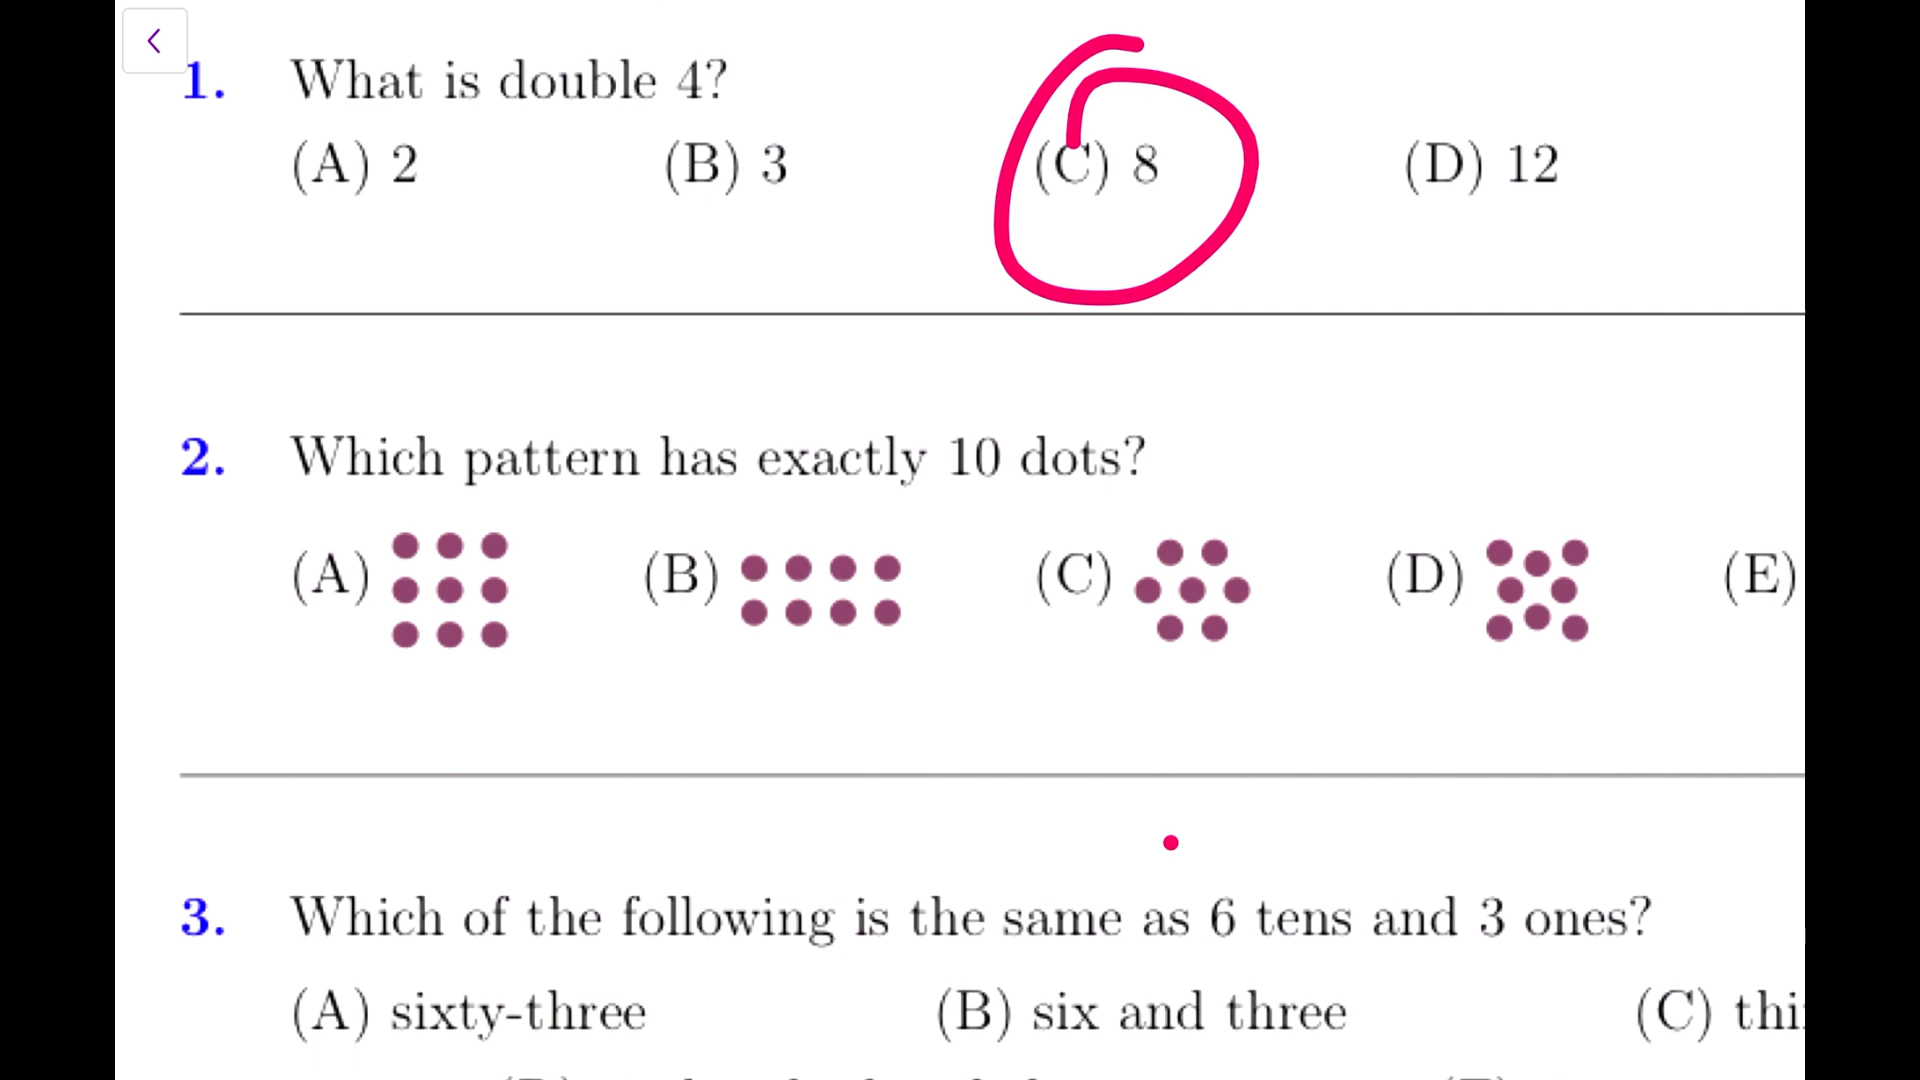 1. What is double 4?
(A) 2 (B) 3 (C) 8 (D) 12
2. Which pattern has exactly 10 dots?
(A) (B) (C) (D) (E)
3. Which of the following is the same as 6 tens and 3 ones?
(A) sixty-three (B) six and three (C)